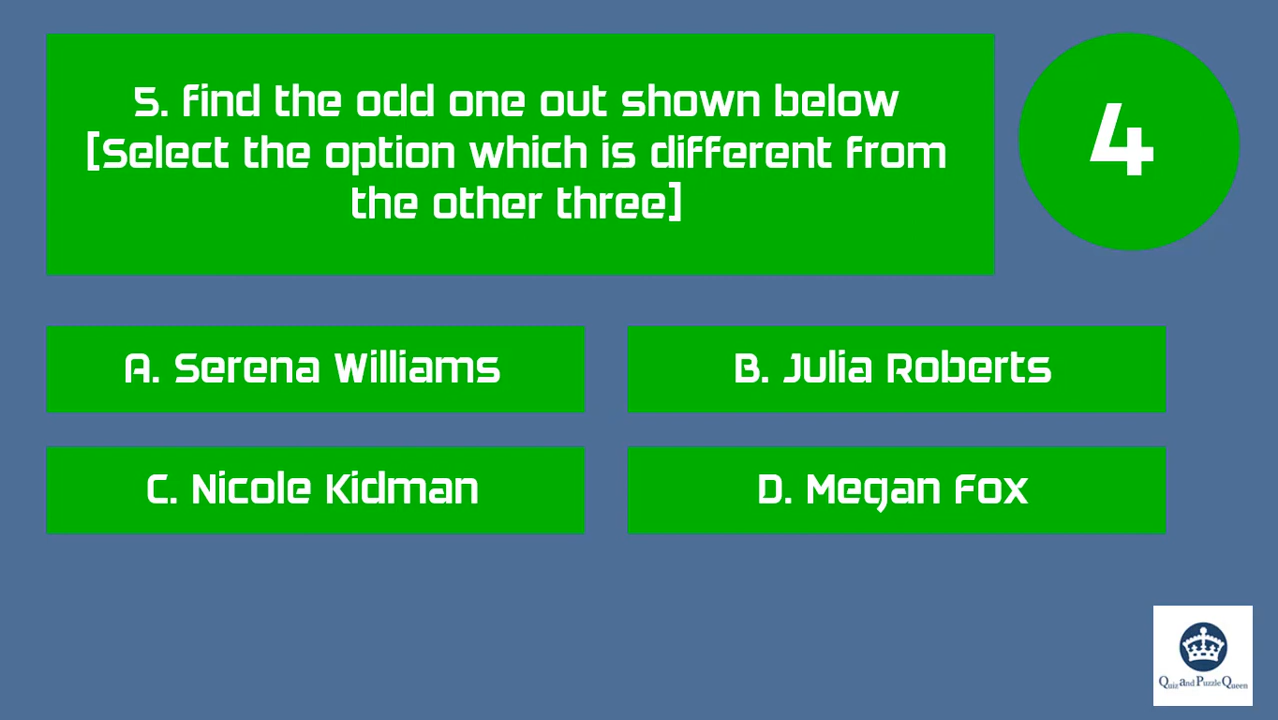 5. Find the odd one out shown below
[Select the option which is different from
the other three]
4
A. Serena Williams
B. Julia Roberts
C. Nicole Kidman
D. Megan Fox
Quiz and Puzzle Queen